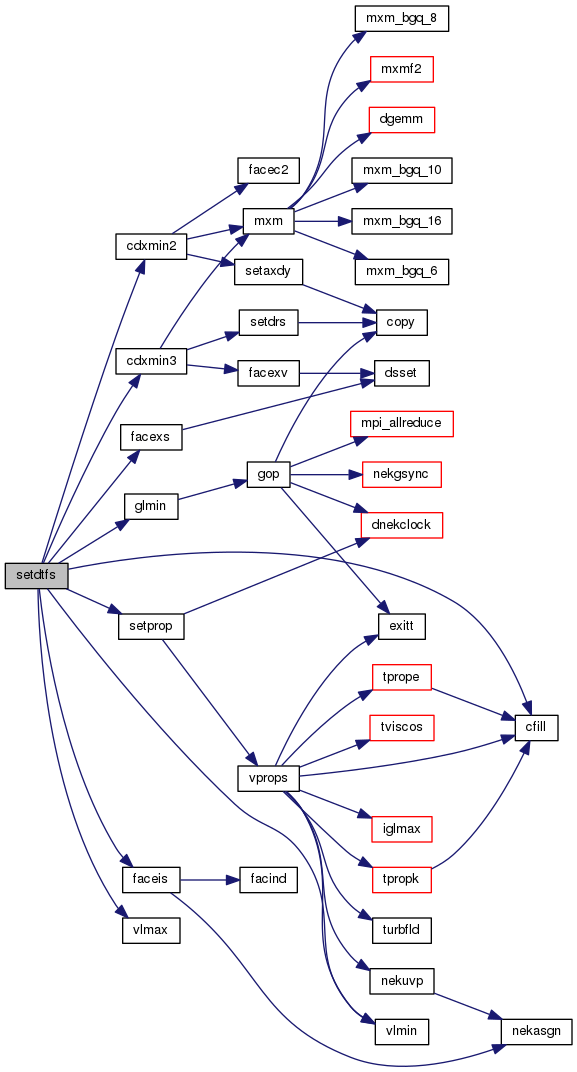 mxm_bgq_8
mxmf2
dgemm
facec2
mxm_bgq_10
mxm
mxm_bgq_16
cdxmin2
setaxdy
mxm_bgq_6
setdrs
copy
cdxmin3
facexv
dsset
facexs
mpi_allreduce
gop
nekgsync
glmin
dnekclock
setdtfs
setprop
exitt
tprope
tviscos
cfill
vprops
iglmax
faceis
facind
tpropk
vlmax
turbfld
nekuvp
vlmin
nekasgn